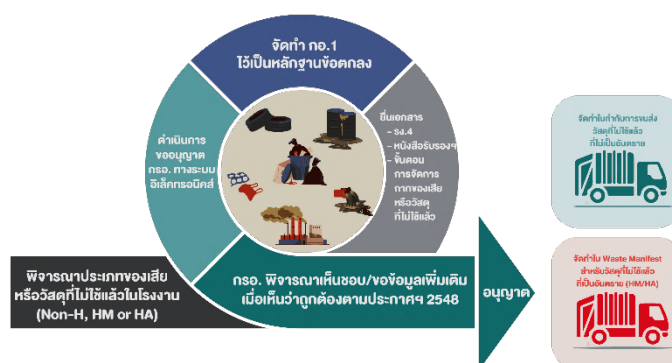 จัดทำ กอ.1
ไว้เป็นหลักฐานข้อตกลง
ดำเนินการ
ขออนุญาต
กรอ. ทางระบบ
อิเล็คทรอนิคส์
ยื่นเอกสาร
- รง.4
- หนังสือรับรองฯ
- ขั้นตอน
การจัดการ
กากของเสีย
หรือวัสดุ
ที่ไม่ใช้แล้ว
พิจารณาประเภทของเสีย
หรือวัสดุที่ไม่ใช้แล้วในโรงงาน
(Non-H, HM or HA)
กรอ. พิจารณาเห็นชอบ/ขอข้อมูลเพิ่มเติม
เมื่อเห็นว่าถูกต้องตามประกาศฯ 2548
อนุญาต
จัดทำใบกำกับการขนส่ง
วัสดุที่ไม่ใช้แล้ว
ที่ไม่เป็นอันตราย
จัดทำใบ Waste Manifest
สำหรับวัสดุที่ไม่ใช้แล้ว
ที่เป็นอันตราย (HM/HA)